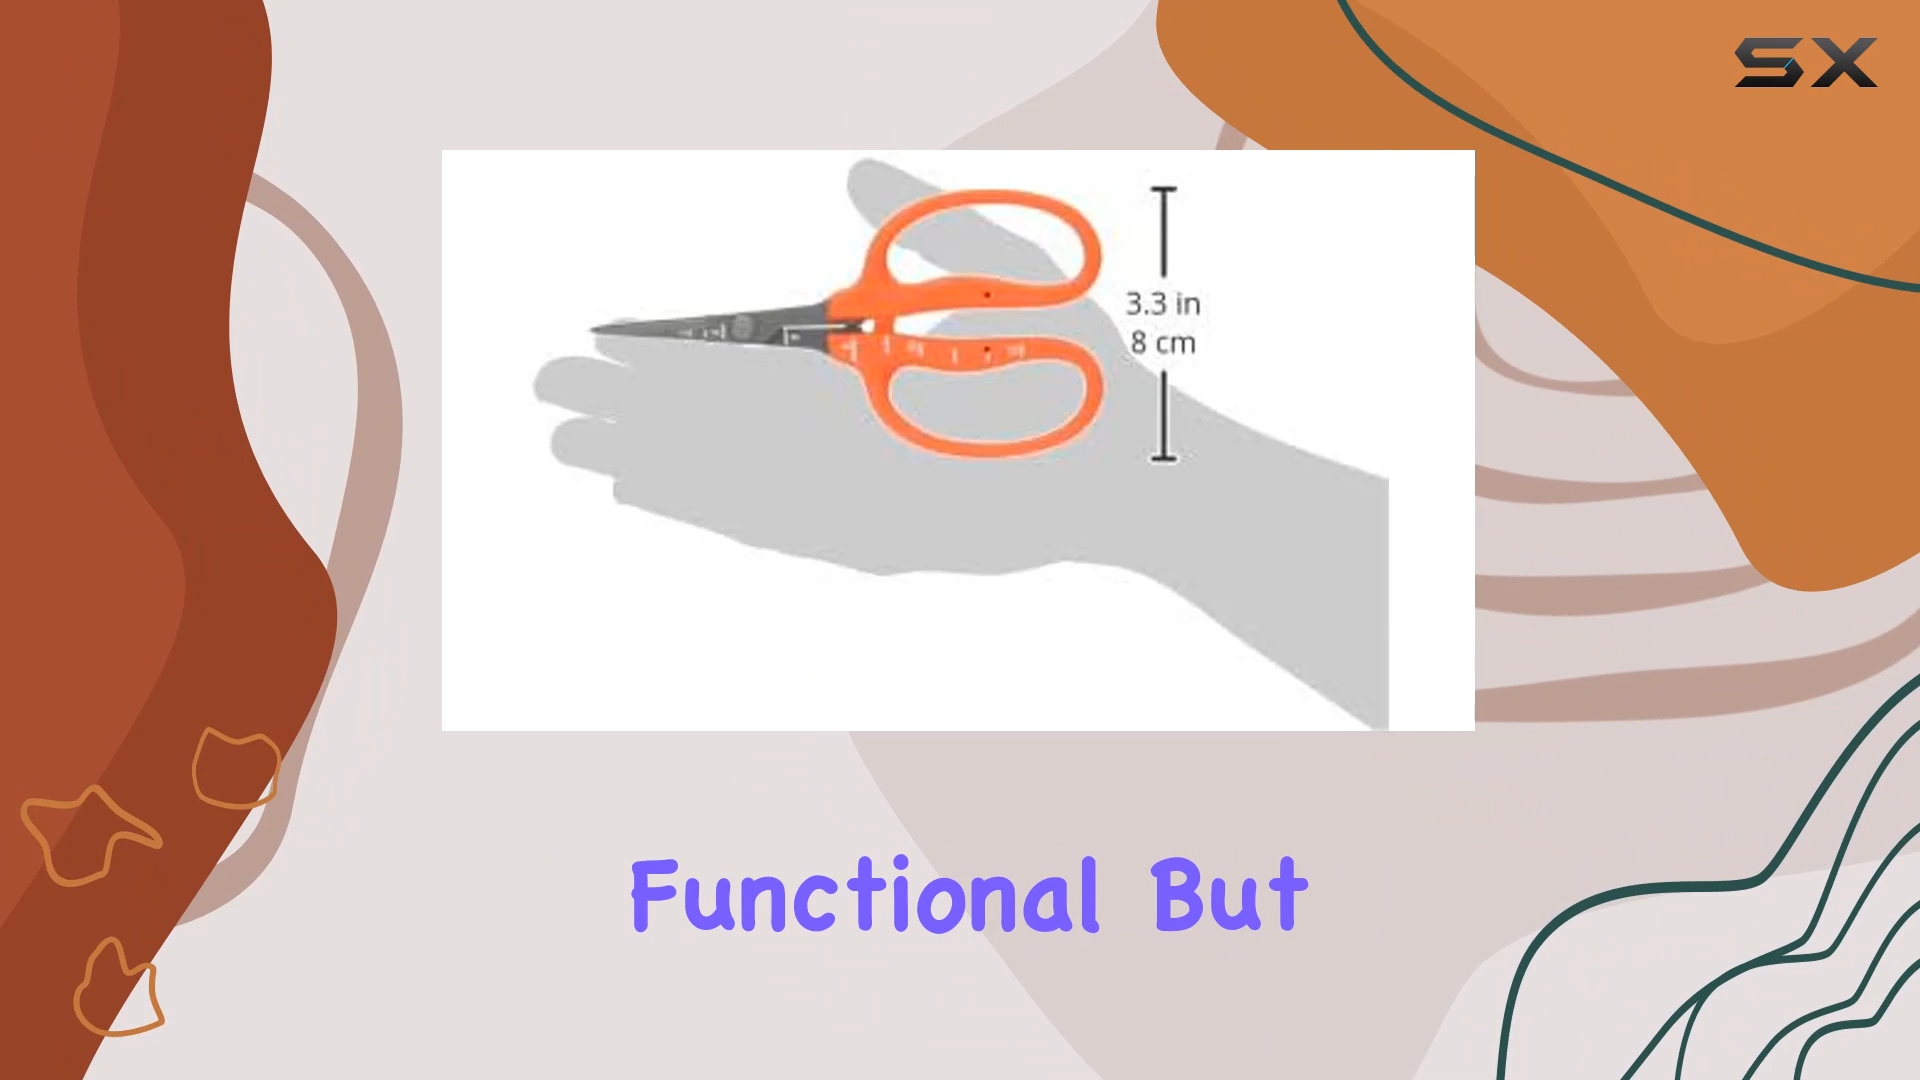 SX
3.3 in
8 cm
Functional But